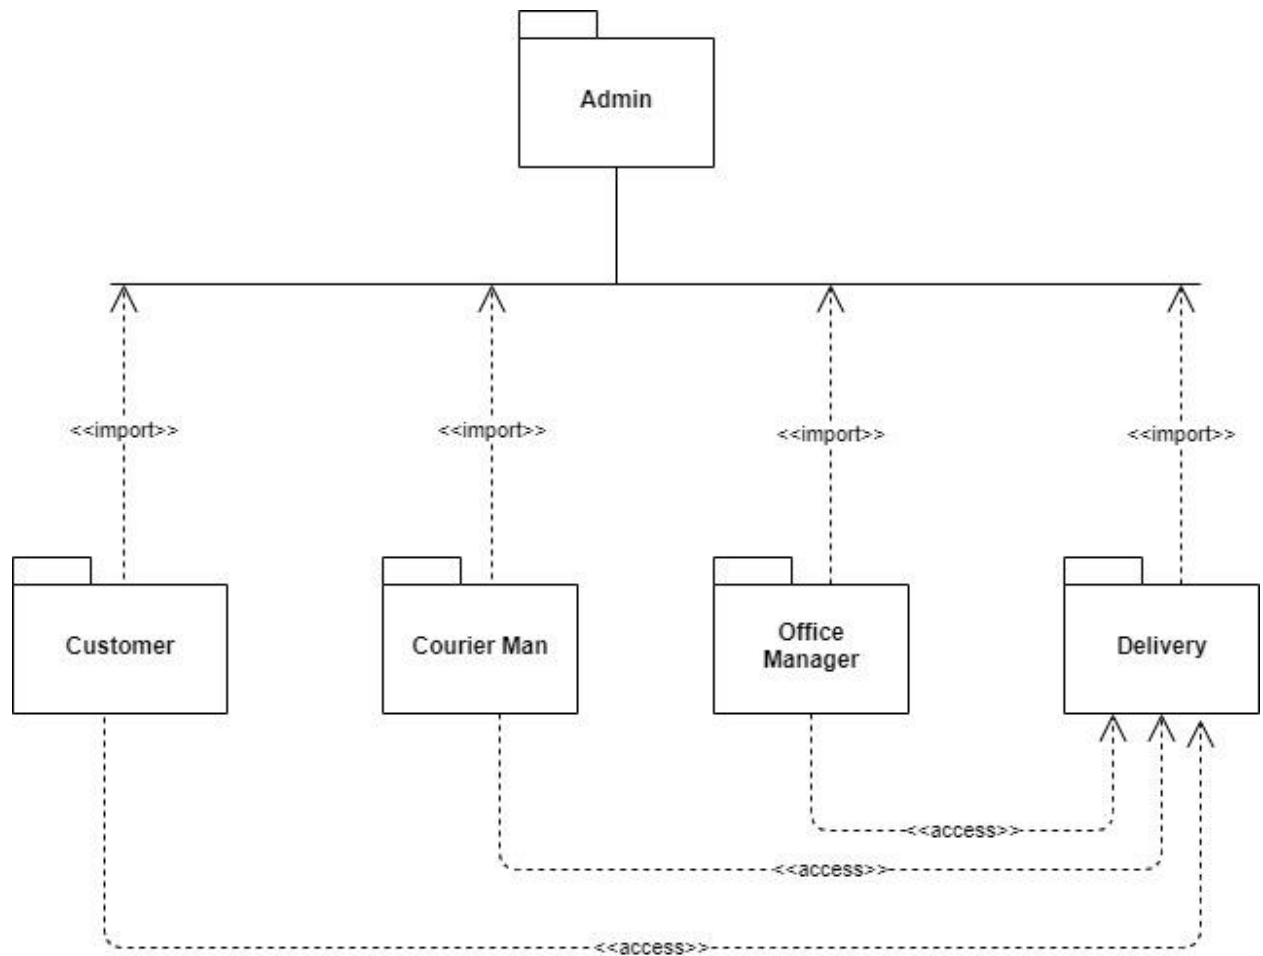 Admin
<<import>>
<<import>>
<<import>>
<<import>>
Customer
Courier Man
Office
Manager
Delivery
<<access>>
<<access>>
<<access>>